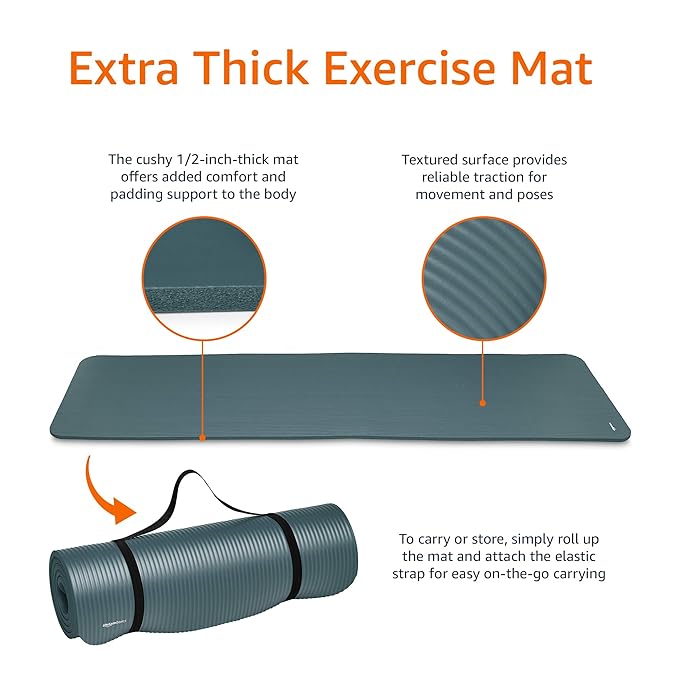 Extra Thick Exercise Mat
The cushy 1/2-inch-thick mat
offers added comfort and
padding support to the body
Textured surface provides
reliable traction for
movement and poses
To carry or store, simply roll up
the mat and attach the elastic
strap for easy on-the-go carrying